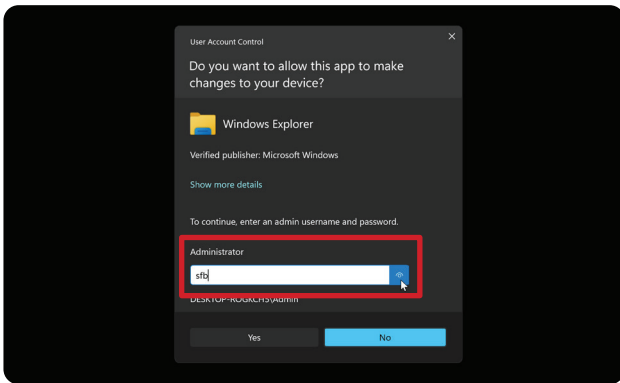 User Account Control
Do you want to allow this app to make
changes to your device?
Windows Explorer
Verified publisher: Microsoft Windows
Show more details
To continue, enter an admin username and password.
Administrator
sfb
DESKTOP-ROGKCH5\Admin
Yes
No